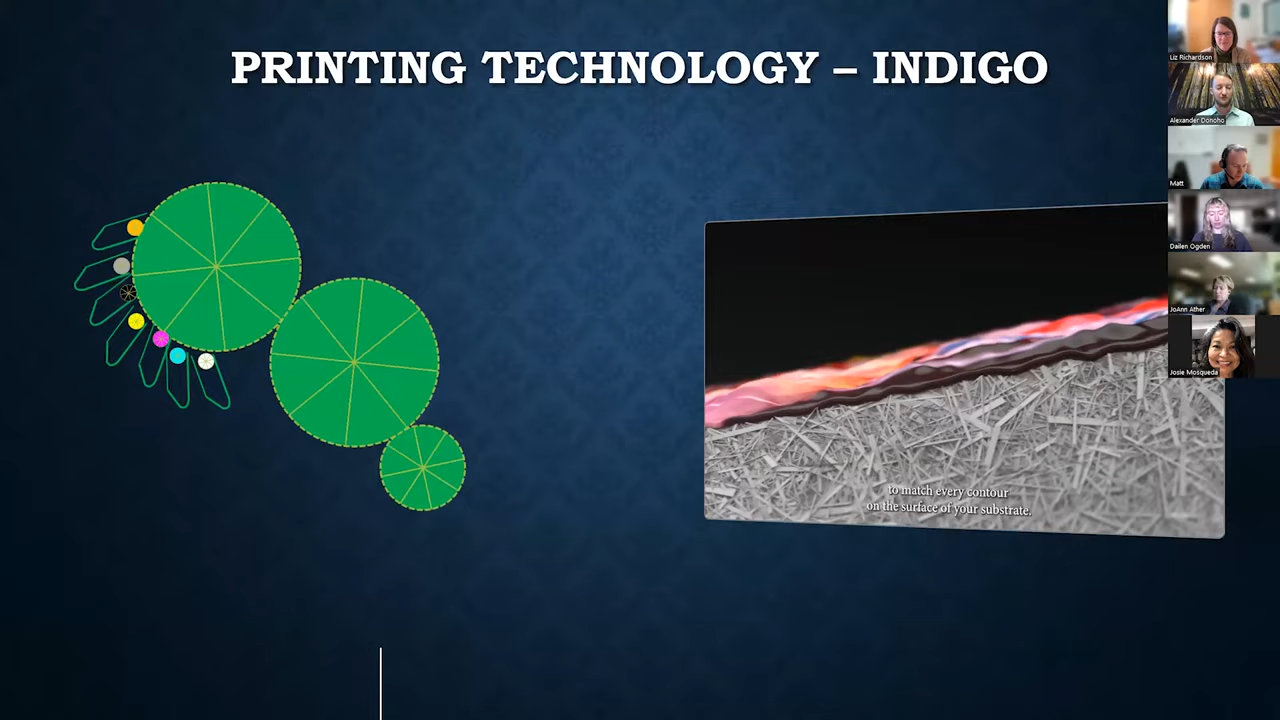 PRINTING TECHNOLOGY – INDIGO
Liz Richardson
Alexander Donoho
Matt
Dailen Ogden
JoAnn Ather
Josie Mosqueda
to match every contour
on the surface of your substrate.